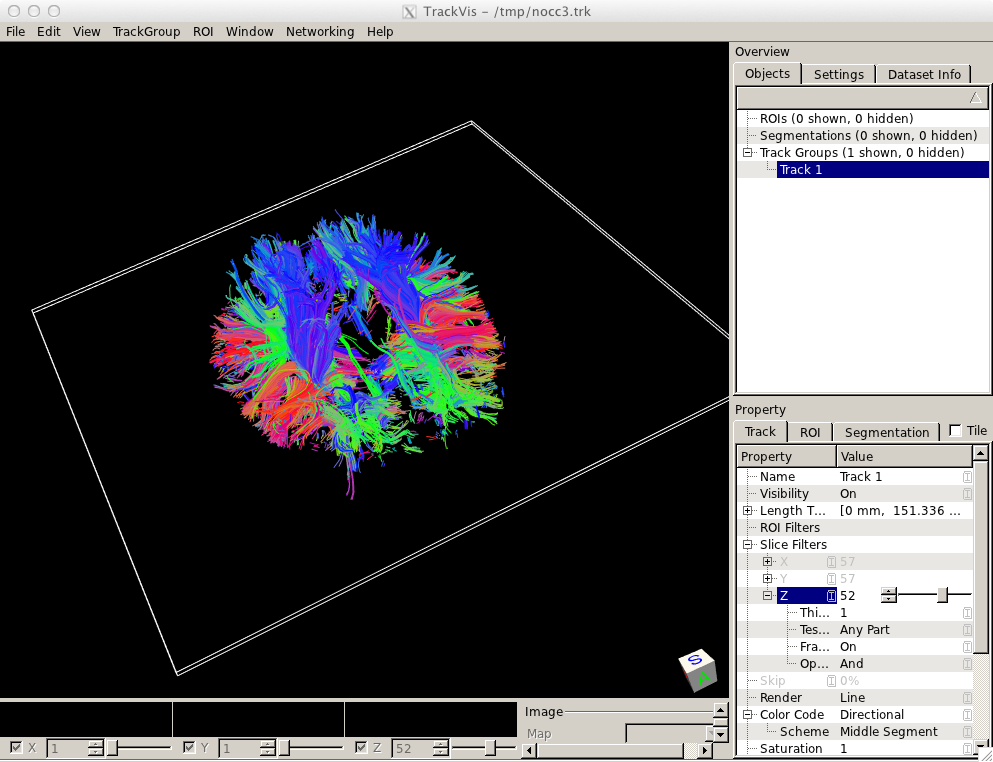 TrackVis – /tmp/nocc3.trk
File Edit View TrackGroup ROI Window Networking Help
Overview
Objects Settings Dataset Info
ROIs (0 shown, 0 hidden)
Segmentations (0 shown, 0 hidden)
Track Groups (1 shown, 0 hidden)
Track 1
Property
Track ROI Segmentation Tile
Property Value
Name Track 1
Visibility On
Length T... [0 mm, 151.336 ...
ROI Filters
Slice Filters
X 57
Y 57
Z 52
Thi... 1
Tes... Any Part
Fra... On
Op... And
Skip 0%
Render Line
Color Code Directional
Scheme Middle Segment
Saturation 1
S
A
Image
Map
X 1 Y 1 Z 52